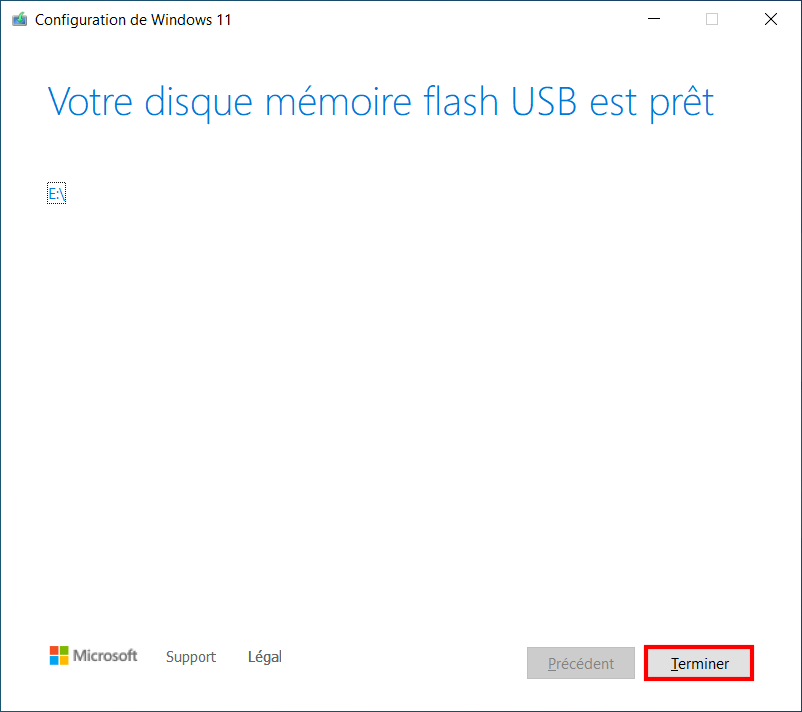 Configuration de Windows 11
Votre disque mémoire flash USB est prêt
E:\
Microsoft Support Légal Précédent Terminer